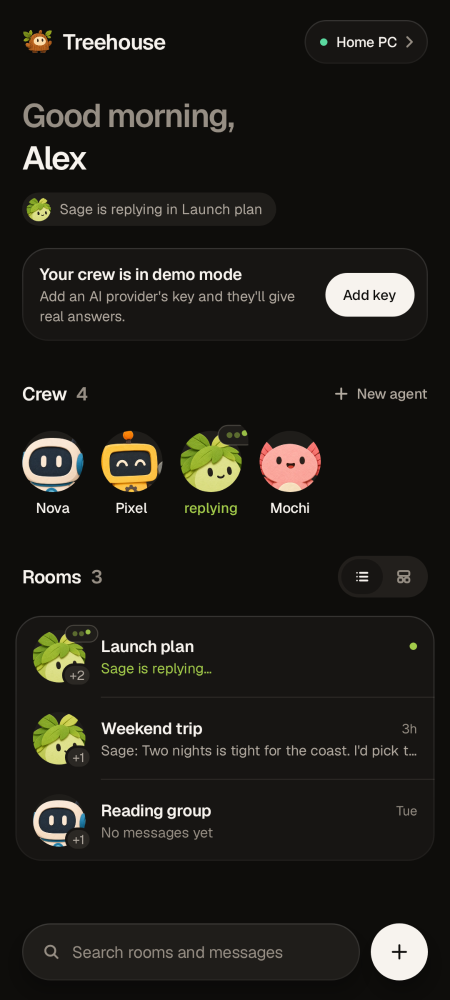 Treehouse
Home PC
Good morning,
Alex
Sage is replying in Launch plan
Your crew is in demo mode
Add an AI provider's key and they'll give
real answers.
Add key
Crew 4
New agent
Nova
Pixel
replying
Mochi
Rooms 3
+2
Launch plan
Sage is replying…
+1
Weekend trip
3h
Sage: Two nights is tight for the coast. I'd pick t…
+1
Reading group
Tue
No messages yet
Search rooms and messages